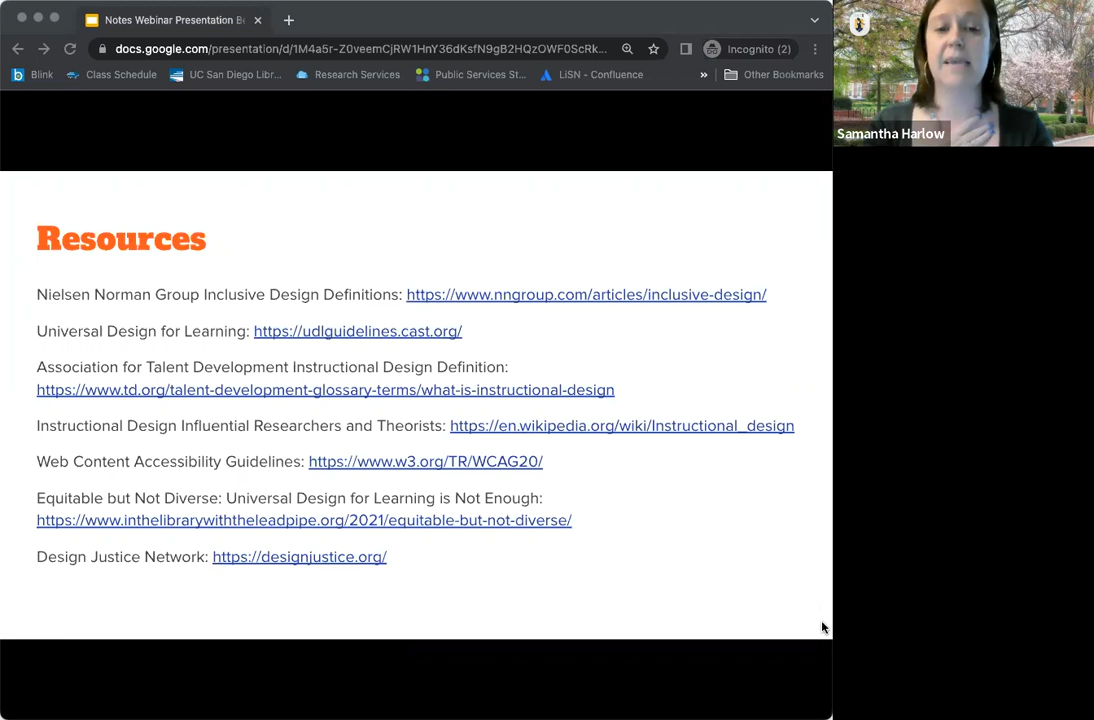 Notes Webinar Presentation Be
docs.google.com/presentation/d/1M4a5r-Z0veemCjRW1HnY36dKsfN9gB2HQzOWF0ScRk...
Incognito (2)
Blink
Class Schedule
UC San Diego Libr...
Research Services
Public Services St...
LiSN - Confluence
»
Other Bookmarks
Samantha Harlow
Resources
Nielsen Norman Group Inclusive Design Definitions: https://www.nngroup.com/articles/inclusive-design/
Universal Design for Learning: https://udlguidelines.cast.org/
Association for Talent Development Instructional Design Definition:
https://www.td.org/talent-development-glossary-terms/what-is-instructional-design
Instructional Design Influential Researchers and Theorists: https://en.wikipedia.org/wiki/Instructional_design
Web Content Accessibility Guidelines: https://www.w3.org/TR/WCAG20/
Equitable but Not Diverse: Universal Design for Learning is Not Enough:
https://www.inthelibrarywiththeleadpipe.org/2021/equitable-but-not-diverse/
Design Justice Network: https://designjustice.org/